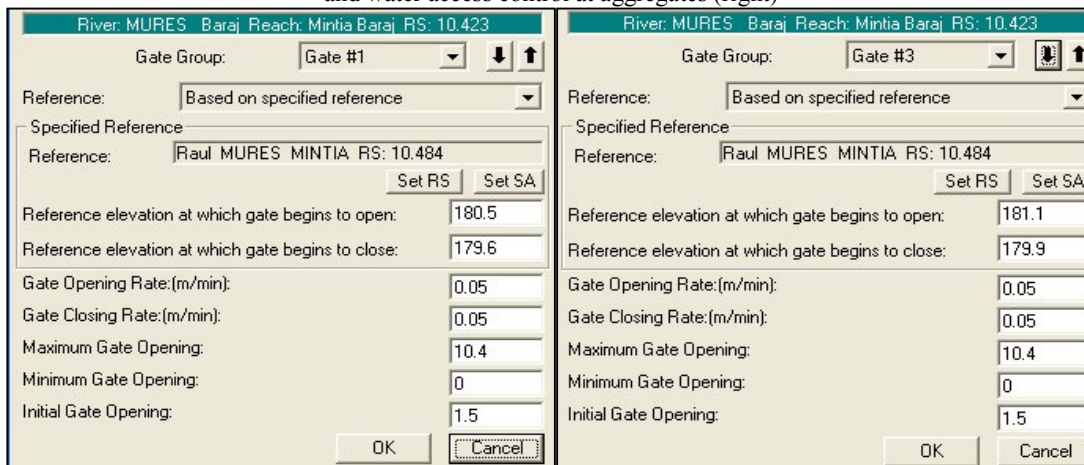 and water access control at aggregates (right)
River: MURES Baraj Reach: Mintia Baraj RS: 10.423
Gate Group: Gate #1
Reference: Based on specified reference
Specified Reference
Reference: Raul MURES MINTIA RS: 10.484
Set RS Set SA
Reference elevation at which gate begins to open: 180.5
Reference elevation at which gate begins to close: 179.6
Gate Opening Rate:(m/min): 0.05
Gate Closing Rate:(m/min): 0.05
Maximum Gate Opening: 10.4
Minimum Gate Opening: 0
Initial Gate Opening: 1.5
OK Cancel
River: MURES Baraj Reach: Mintia Baraj RS: 10.423
Gate Group: Gate #3
Reference: Based on specified reference
Specified Reference
Reference: Raul MURES MINTIA RS: 10.484
Set RS Set SA
Reference elevation at which gate begins to open: 181.1
Reference elevation at which gate begins to close: 179.9
Gate Opening Rate:(m/min): 0.05
Gate Closing Rate:(m/min): 0.05
Maximum Gate Opening: 10.4
Minimum Gate Opening: 0
Initial Gate Opening: 1.5
OK Cancel